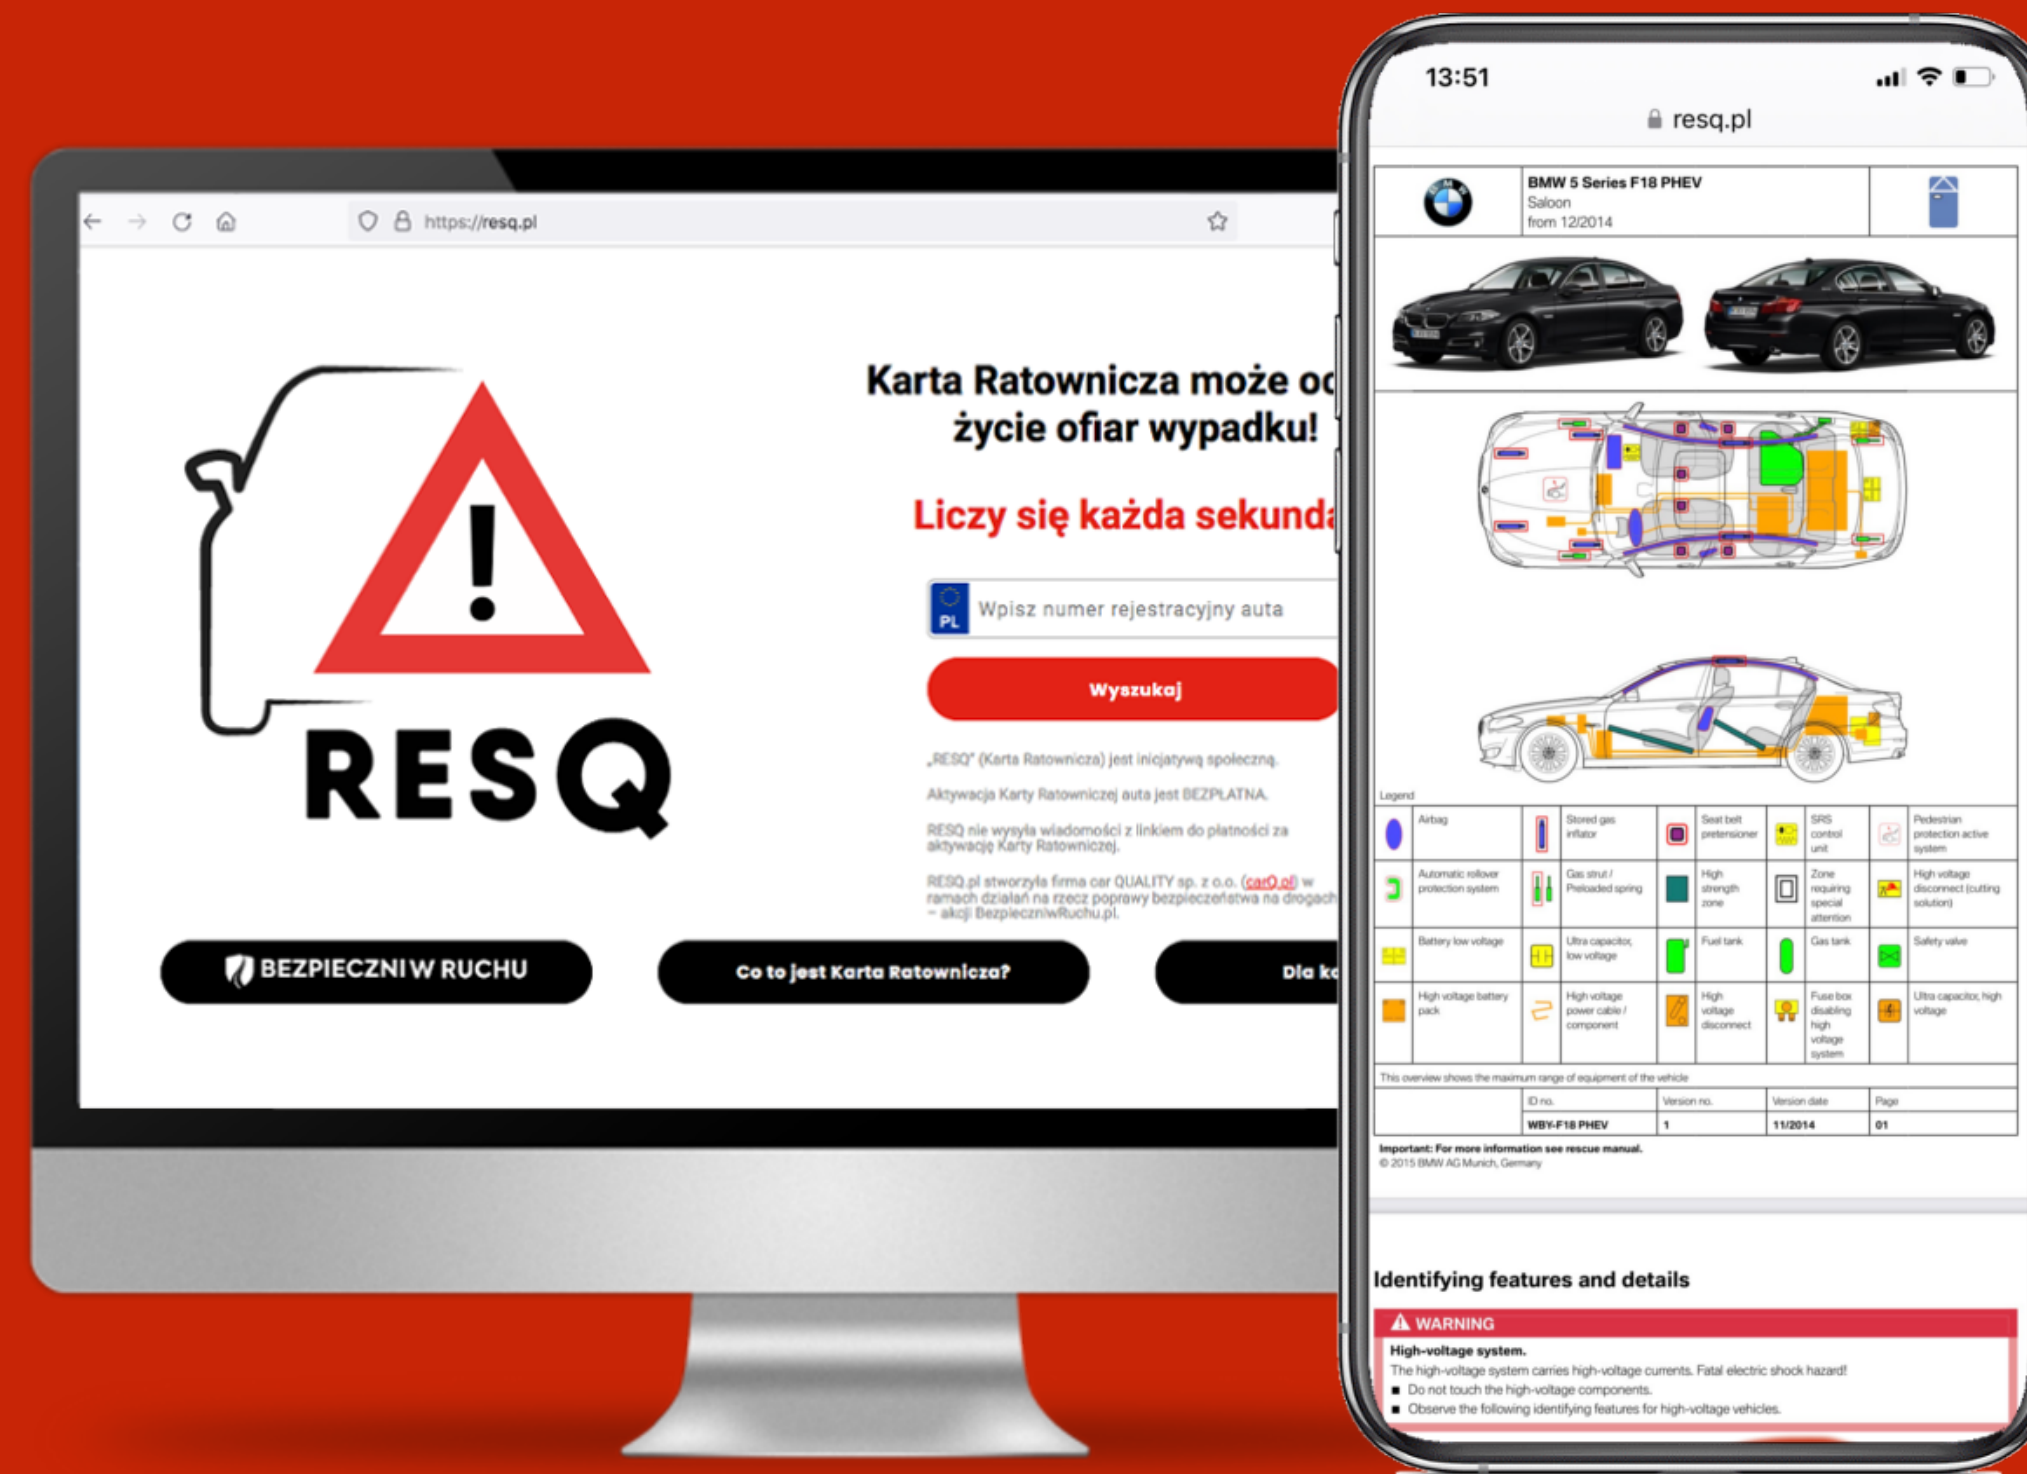 https://resq.pl
Karta Ratownicza może oc
życie ofiar wypadku!
Liczy się każda sekunda
PL
Wpisz numer rejestracyjny auta
Wyszukaj
RESQ
„RESQ" (Karta Ratownicza) jest inicjatywą społeczną.
Aktywacja Karty Ratowniczej auta jest BEZPŁATNA.
RESQ nie wysyła wiadomości z linkiem do płatności za
aktywację Karty Ratowniczej.
RESQ.pl stworzyła firma car QUALITY sp. z o.o. (carQ.pl) w
ramach działań na rzecz poprawy bezpieczeństwa na drogach
– akcji BezpieczniwRuchu.pl.
BEZPIECZNI W RUCHU
Co to jest Karta Ratownicza?
Dla ko
13:51
resq.pl
BMW
BMW 5 Series F18 PHEV
Saloon
from 12/2014
Legend
Airbag
Stored gas
inflator
Seat belt
pretensioner
SRS
control
unit
Pedestrian
protection active
system
Automatic rollover
protection system
Gas strut /
Preloaded spring
High
strength
zone
Zone
requiring
special
attention
High voltage
disconnect (cutting
solution)
Battery low voltage
Ultra capacitor,
low voltage
Fuel tank
Gas tank
Safety valve
High voltage battery
pack
High voltage
power cable /
component
High
voltage
disconnect
Fuse box
disabling
high
voltage
system
Ultra capacitor, high
voltage
This overview shows the maximum range of equipment of the vehicle
ID no.
Version no.
Version date
Page
WBY-F18 PHEV
1
11/2014
01
Important: For more information see rescue manual.
© 2015 BMW AG Munich, Germany
Identifying features and details
WARNING
High-voltage system.
The high-voltage system carries high-voltage currents. Fatal electric shock hazard!
■ Do not touch the high-voltage components.
■ Observe the following identifying features for high-voltage vehicles.